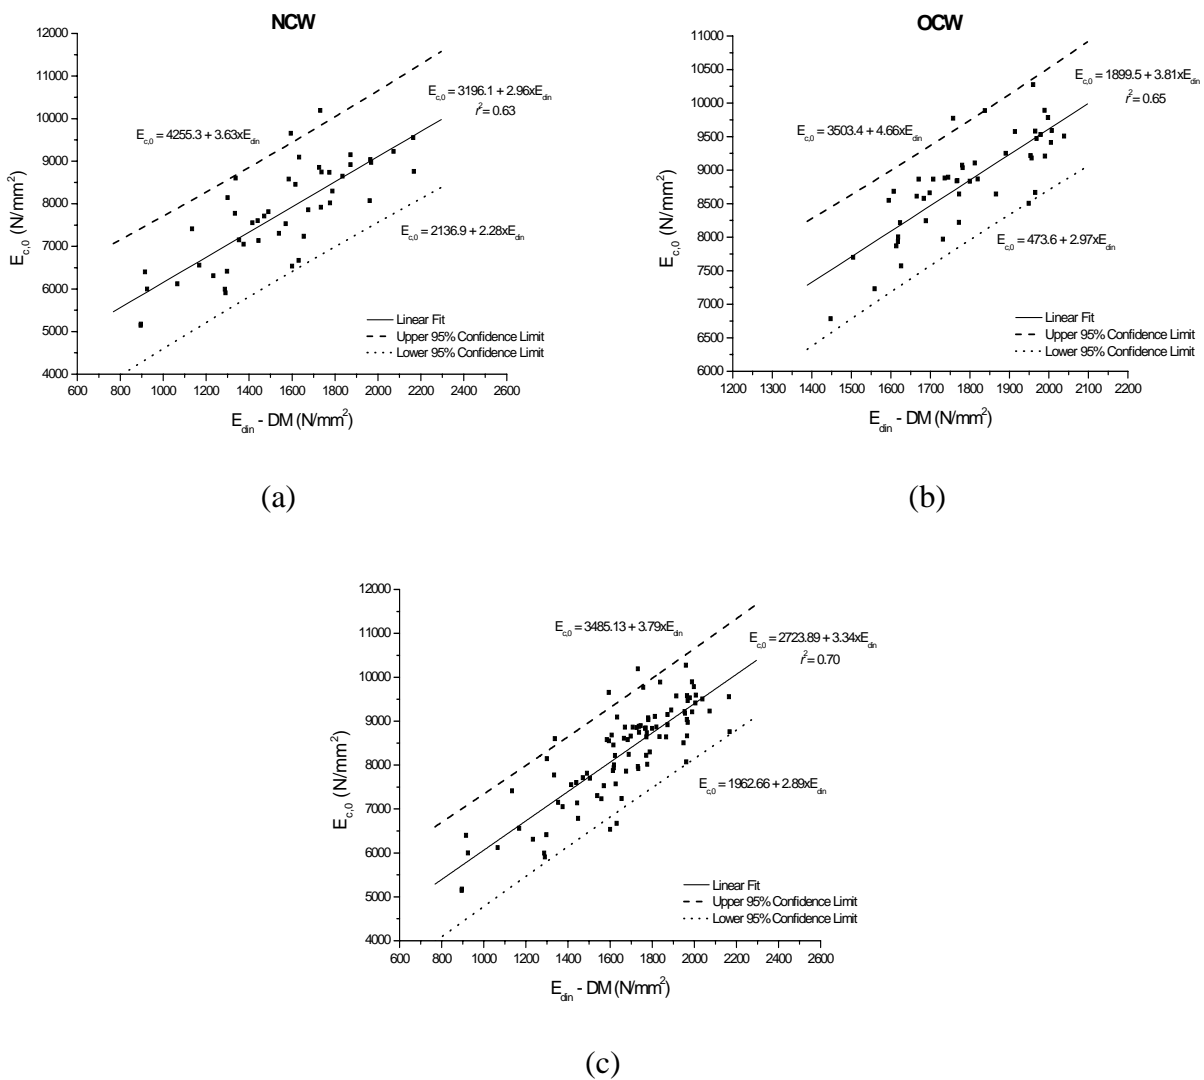 NCW
12000
11000
10000
9000
8000
7000
6000
5000
4000
E_c,0 (N/mm²)
E_c,0 = 4255.3 + 3.63xE_din
E_c,0 = 3196.1 + 2.96xE_din
r² = 0.63
E_c,0 = 2136.9 + 2.28xE_din
Linear Fit
Upper 95% Confidence Limit
Lower 95% Confidence Limit
600 800 1000 1200 1400 1600 1800 2000 2200 2400 2600
E_din - DM (N/mm²)
(a)
OCW
11000
10500
10000
9500
9000
8500
8000
7500
7000
6500
6000
E_c,0 (N/mm²)
E_c,0 = 3503.4 + 4.66xE_din
E_c,0 = 1899.5 + 3.81xE_din
r² = 0.65
E_c,0 = 473.6 + 2.97xE_din
Linear Fit
Upper 95% Confidence Limit
Lower 95% Confidence Limit
1200 1300 1400 1500 1600 1700 1800 1900 2000 2100 2200
E_din - DM (N/mm²)
(b)
12000
11000
10000
9000
8000
7000
6000
5000
4000
E_c,0 (N/mm²)
E_c,0 = 3485.13 + 3.79xE_din
E_c,0 = 2723.89 + 3.34xE_din
r² = 0.70
E_c,0 = 1962.66 + 2.89xE_din
Linear Fit
Upper 95% Confidence Limit
Lower 95% Confidence Limit
600 800 1000 1200 1400 1600 1800 2000 2200 2400 2600
E_din - DM (N/mm²)
(c)